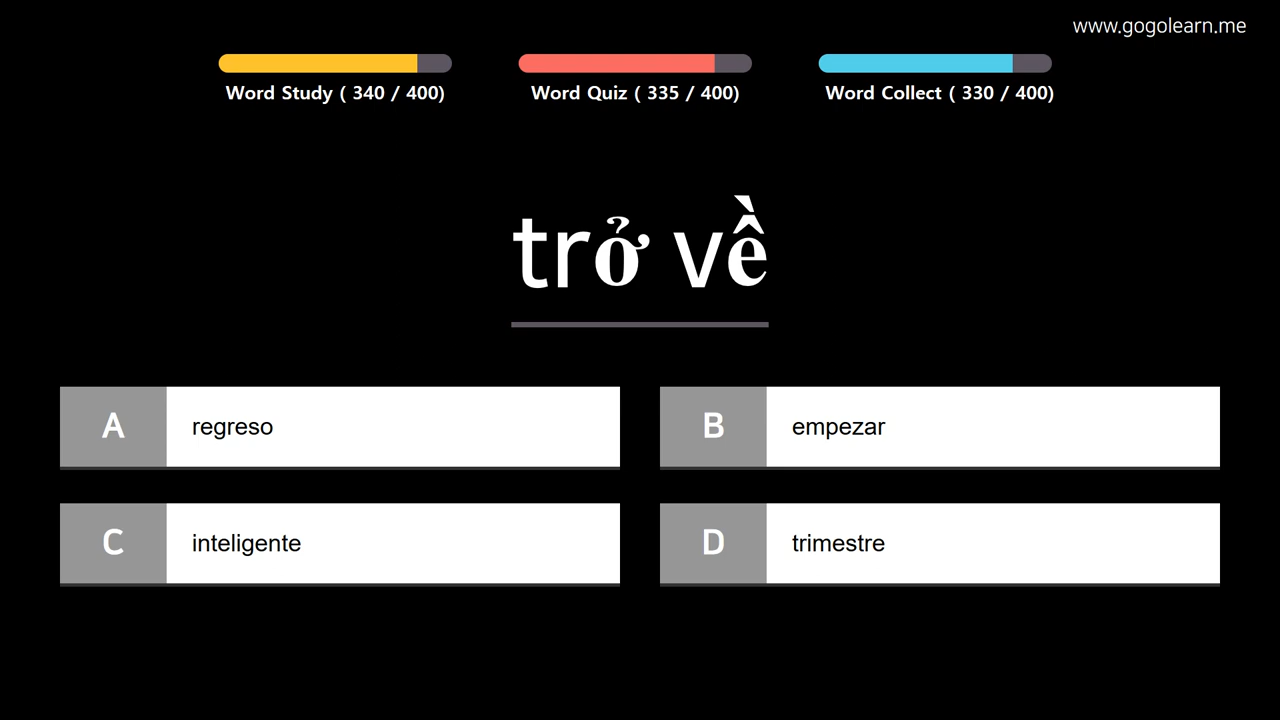 www.gogolearn.me
Word Study ( 340 / 400)
Word Quiz ( 335 / 400)
Word Collect ( 330 / 400)
trở về
A regreso
B empezar
C inteligente
D trimestre